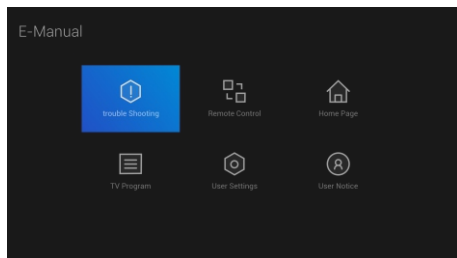 E-Manual
trouble Shooting
Remote Control
Home Page
TV Program
User Settings
User Notice